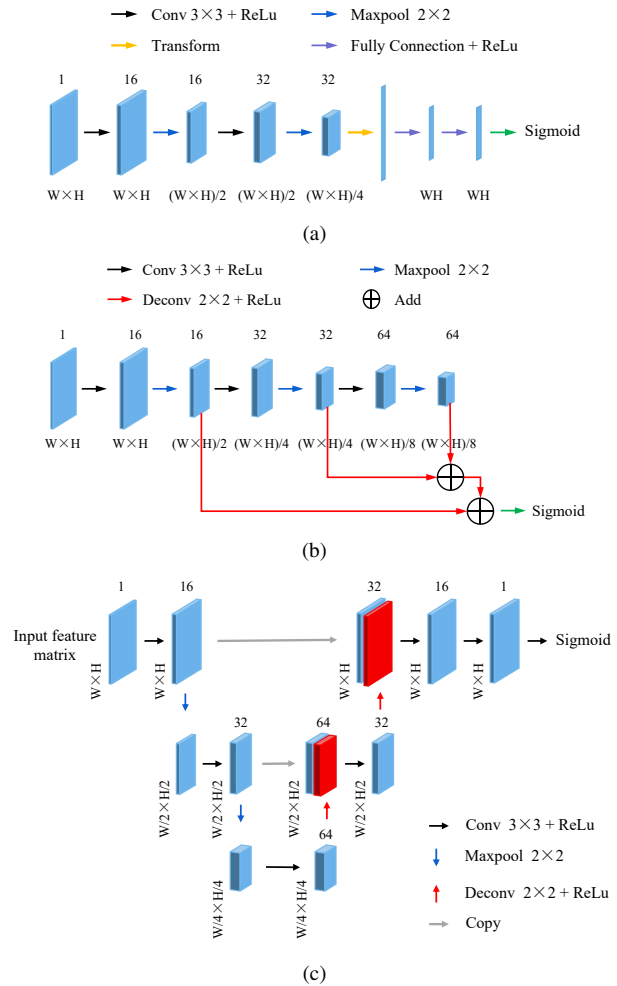 Conv 3×3 + ReLu Maxpool 2×2
Transform Fully Connection + ReLu
1 16 16 32 32
Sigmoid
W×H W×H (W×H)/2 (W×H)/2 (W×H)/4 WH WH
(a)
Conv 3×3 + ReLu Maxpool 2×2
Deconv 2×2 + ReLu Add
1 16 16 32 32 64 64
W×H W×H (W×H)/2 (W×H)/4 (W×H)/4 (W×H)/8 (W×H)/8
Sigmoid
(b)
1 16 32 16 1
Input feature
matrix
Sigmoid
W×H W×H W×H W×H W×H
32 64 32
W/2×H/2 W/2×H/2 W/2×H/2 W/2×H/2
64
W/4×H/4 W/4×H/4
Conv 3×3 + ReLu
Maxpool 2×2
Deconv 2×2 + ReLu
Copy
(c)